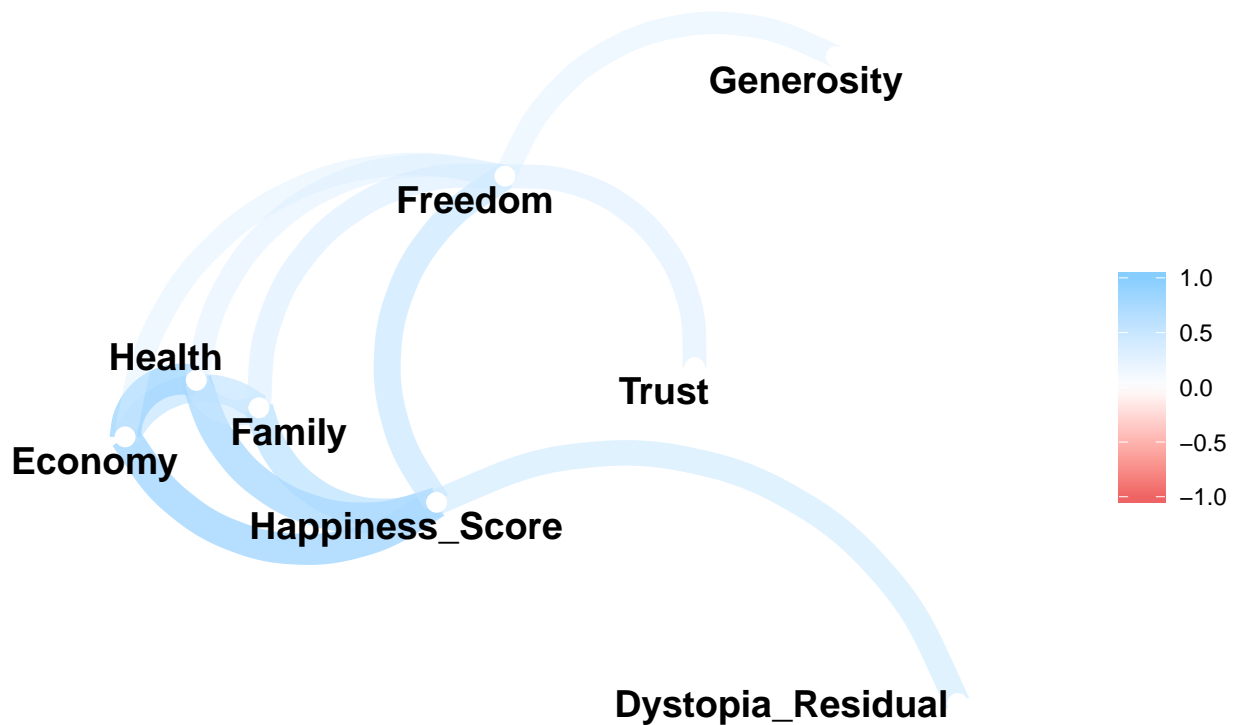 Generosity
Freedom
Health
Trust
Family
Economy
Happiness_Score
Dystopia_Residual
1.0
0.5
0.0
−0.5
−1.0